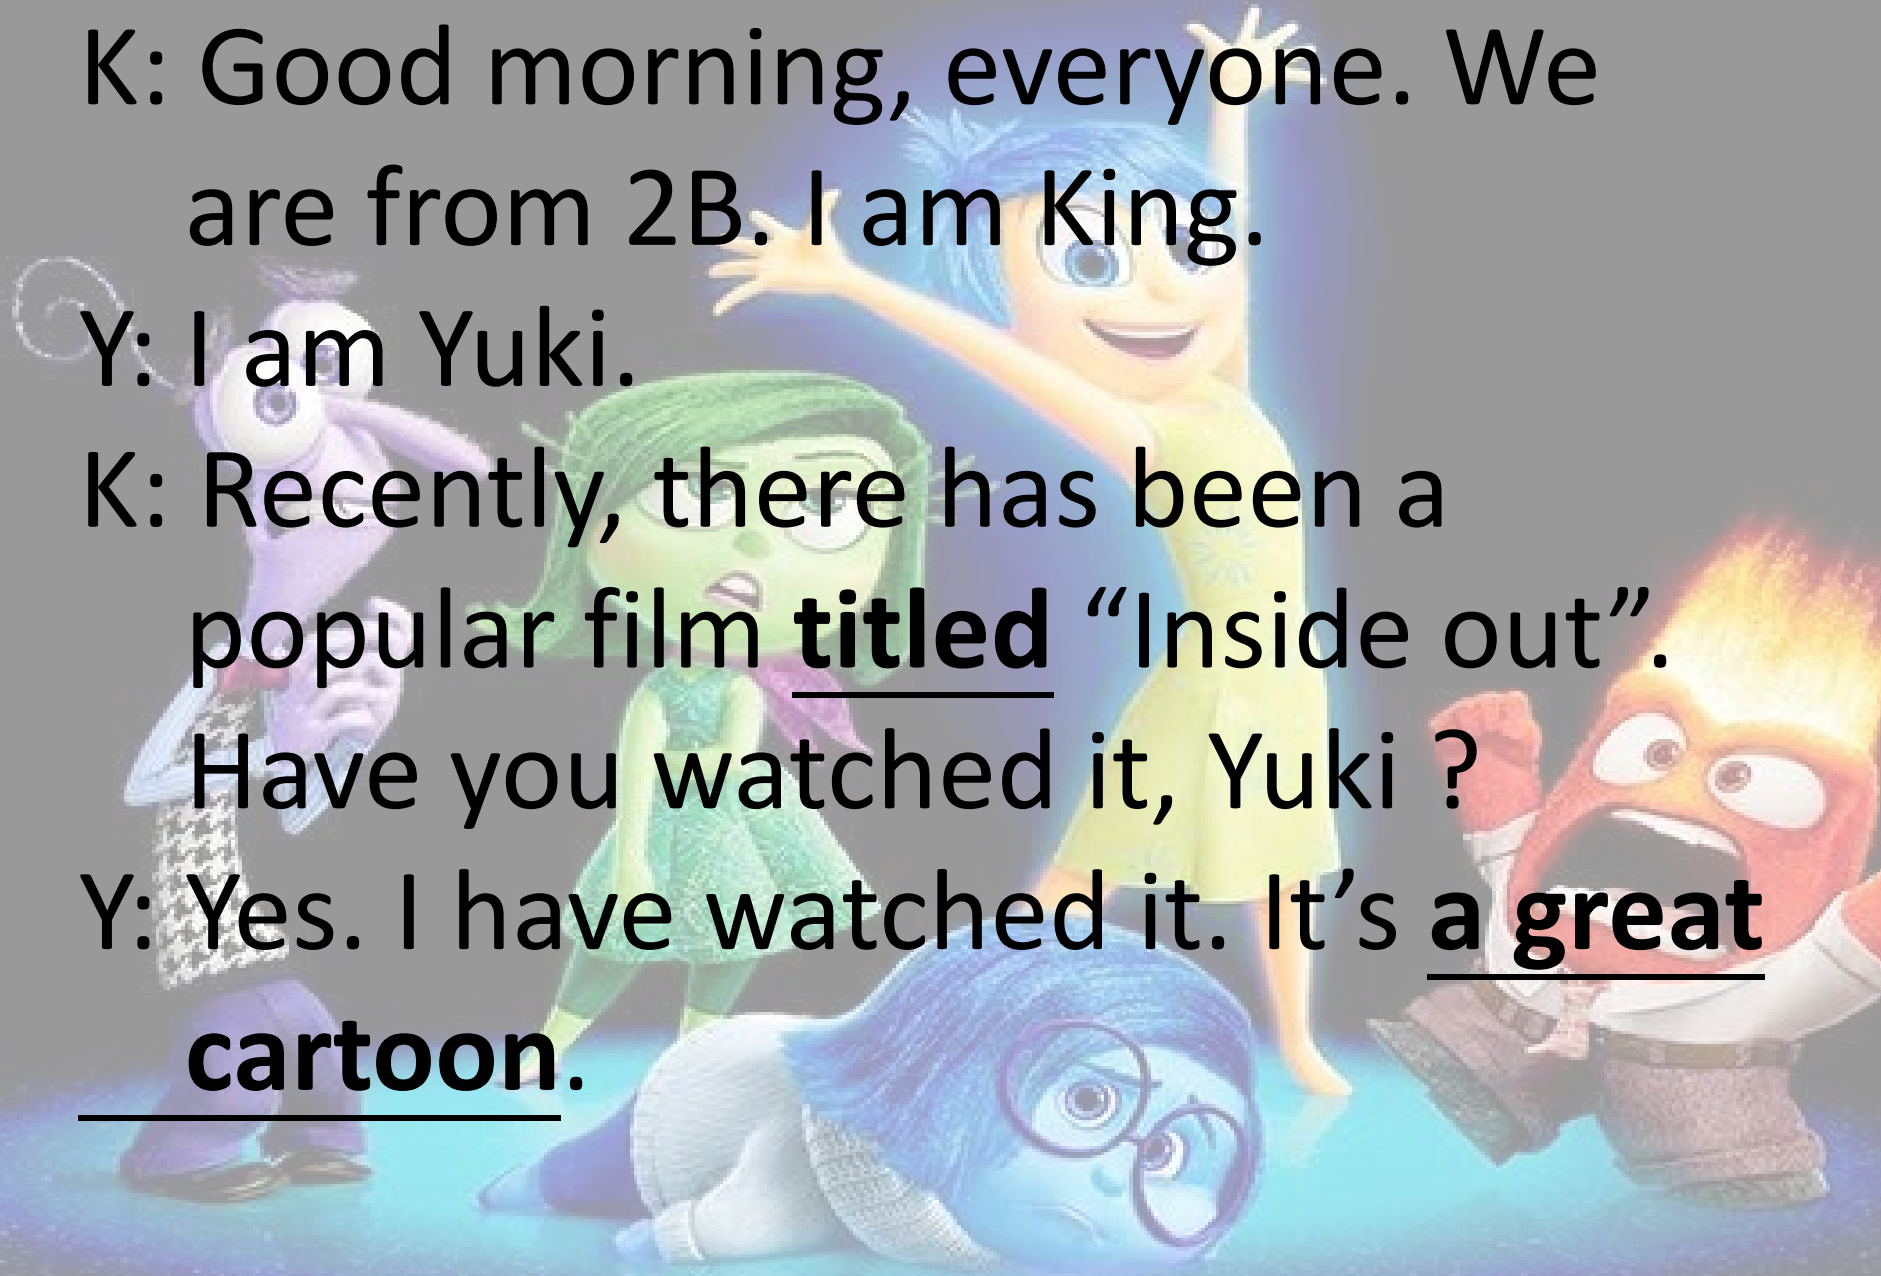 K: Good morning, everyone. We
are from 2B. I am King.
Y: I am Yuki.
K: Recently, there has been a
popular film titled “Inside out”.
Have you watched it, Yuki ?
Y: Yes. I have watched it. It’s a great
cartoon.